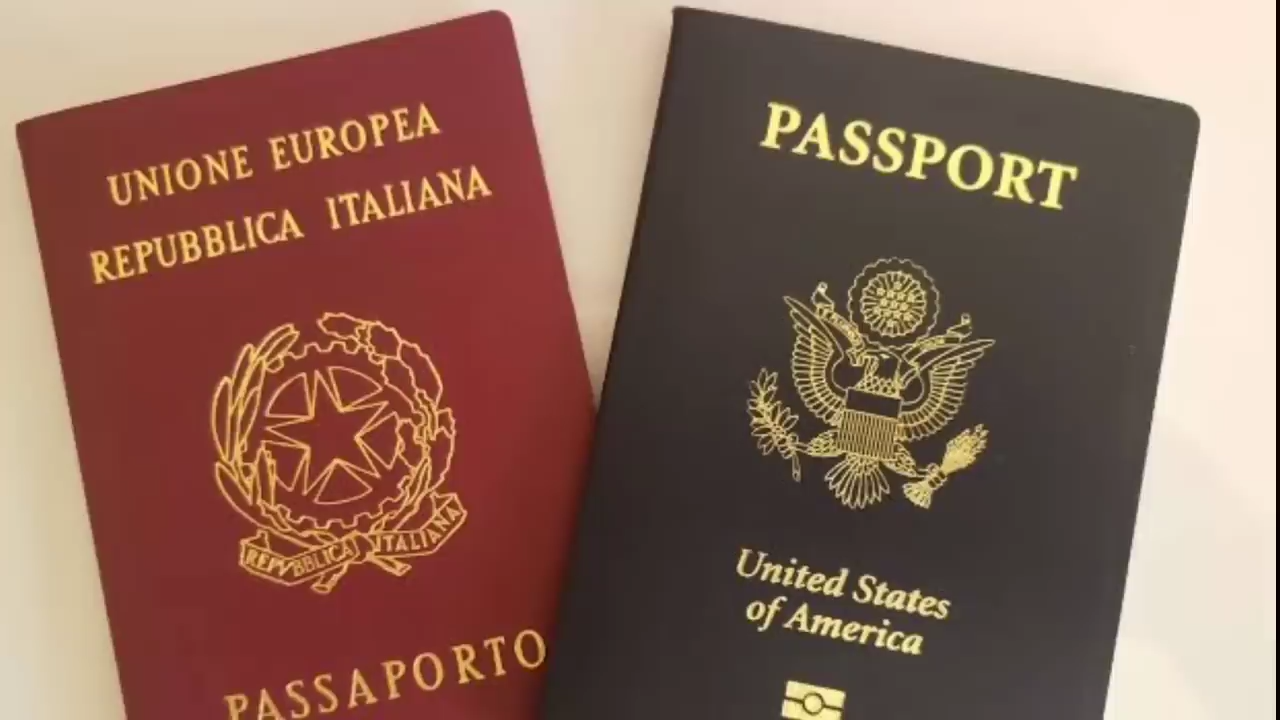 UNIONE EUROPEA
REPUBBLICA ITALIANA
REPVBBLICA ITALIANA
PASSAPORTO
PASSPORT
United States
of America